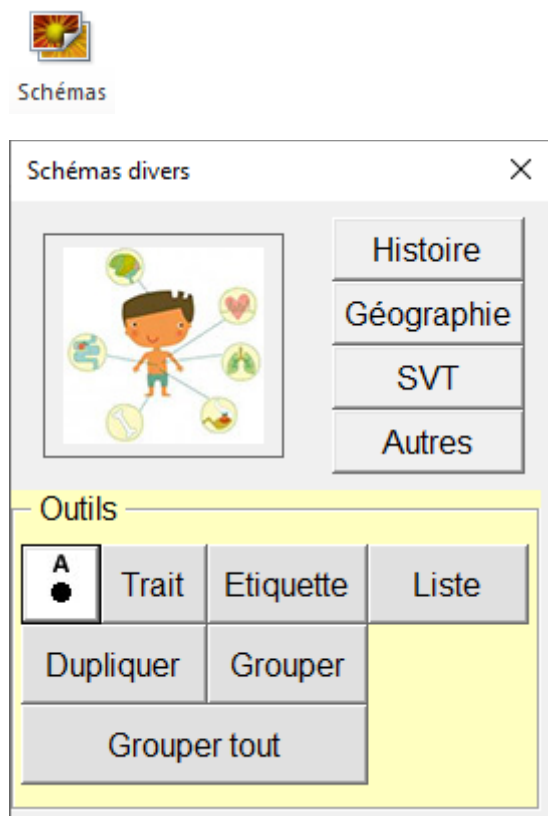 Schémas
Schémas divers
Histoire
Géographie
SVT
Autres
Outils
A
Trait Etiquette Liste
Dupliquer Grouper
Grouper tout